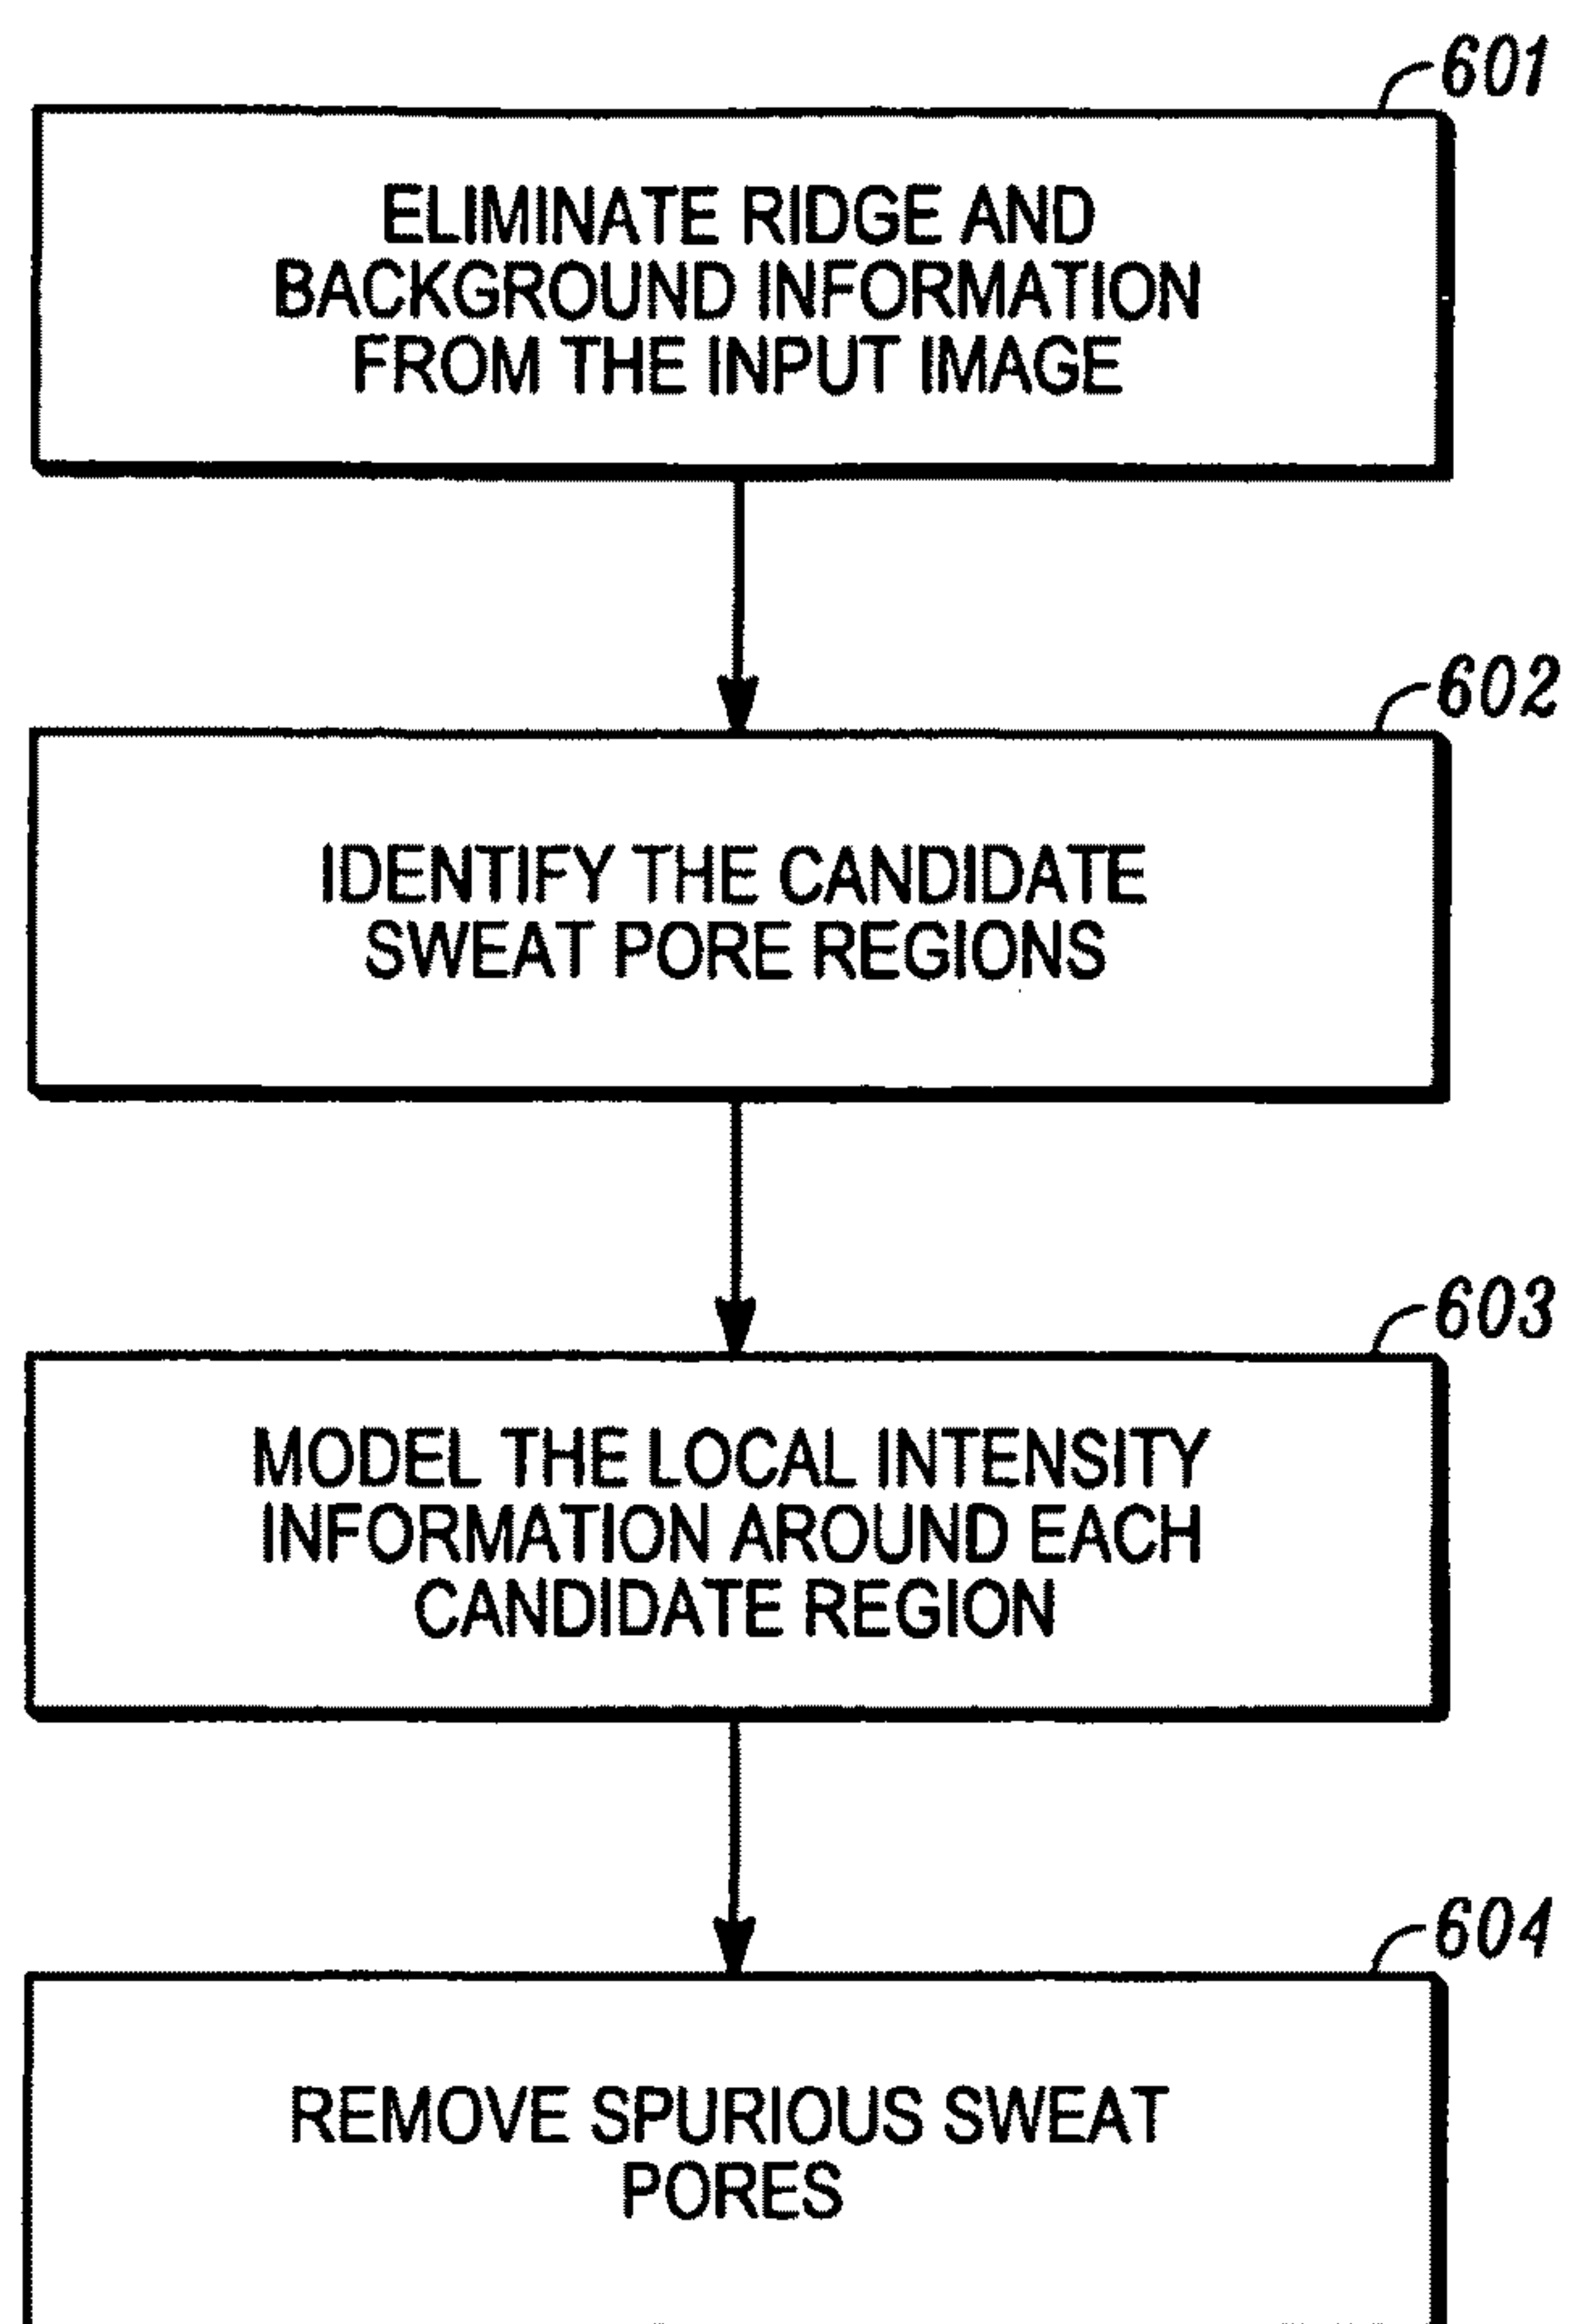 601
ELIMINATE RIDGE AND
BACKGROUND INFORMATION
FROM THE INPUT IMAGE
602
IDENTIFY THE CANDIDATE
SWEAT PORE REGIONS
603
MODEL THE LOCAL INTENSITY
INFORMATION AROUND EACH
CANDIDATE REGION
604
REMOVE SPURIOUS SWEAT
PORES